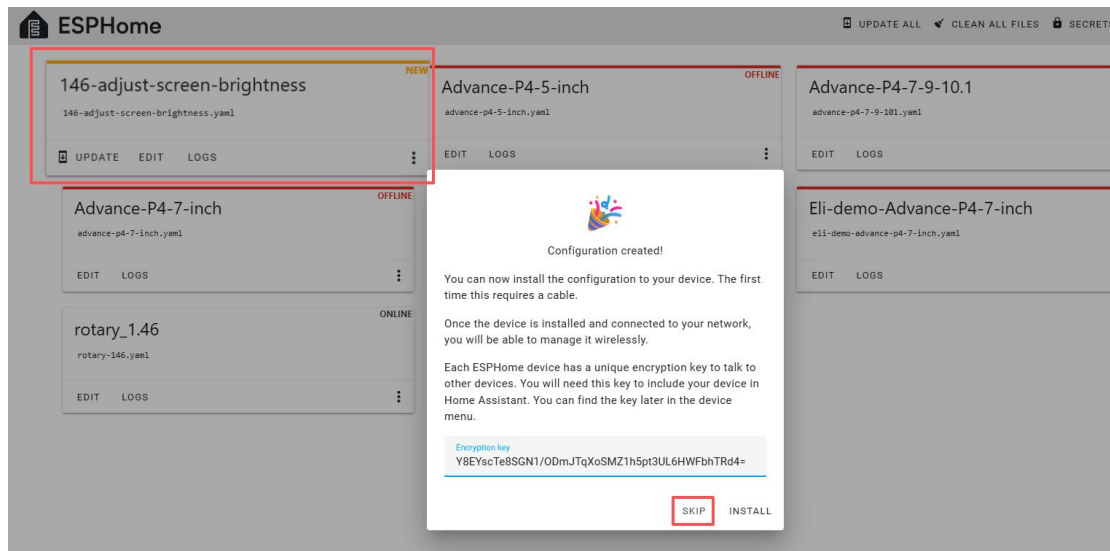 ESPHome
UPDATE ALL
CLEAN ALL FILES
SECRETS
146-adjust-screen-brightness
NEW
146-adjust-screen-brightness.yaml
UPDATE EDIT LOGS
Advance-P4-5-inch
OFFLINE
advance-p4-5-inch.yaml
EDIT LOGS
Advance-P4-7-9-10.1
advance-p4-7-9-101.yaml
EDIT LOGS
Advance-P4-7-inch
OFFLINE
advance-p4-7-inch.yaml
EDIT LOGS
Eli-demo-Advance-P4-7-inch
eli-demo-advance-p4-7-inch.yaml
EDIT LOGS
rotary_1.46
ONLINE
rotary-146.yaml
EDIT LOGS
Configuration created!
You can now install the configuration to your device. The first
time this requires a cable.
Once the device is installed and connected to your network,
you will be able to manage it wirelessly.
Each ESPHome device has a unique encryption key to talk to
other devices. You will need this key to include your device in
Home Assistant. You can find the key later in the device
menu.
Encryption key
Y8EYscTe8SGN1/ODmJTqXoSMZ1h5pt3UL6HWFbhTRd4=
SKIP INSTALL